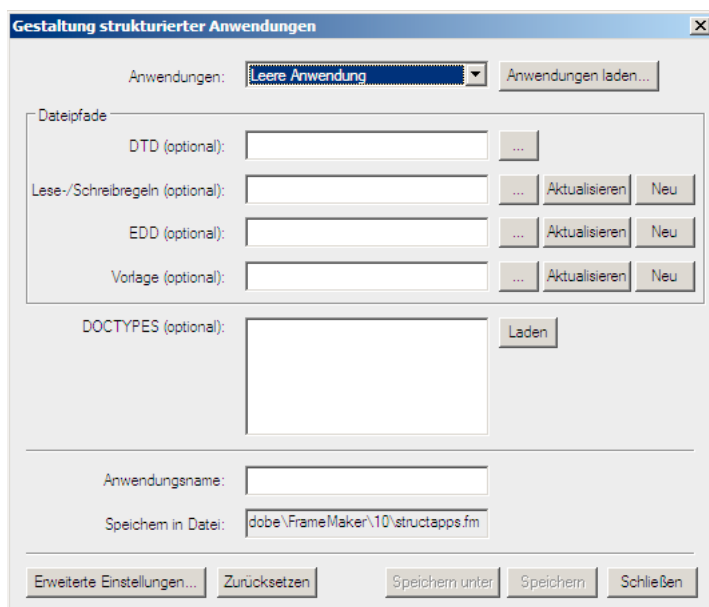 Gestaltung strukturierter Anwendungen
Anwendungen: Leere Anwendung Anwendungen laden...
Dateipfade
DTD (optional): ...
Lese-/Schreibregeln (optional): ... Aktualisieren Neu
EDD (optional): ... Aktualisieren Neu
Vorlage (optional): ... Aktualisieren Neu
DOCTYPES (optional): Laden
Anwendungsname:
Speichern in Datei: dobe\FrameMaker\10\structapps.fm
Erweiterte Einstellungen... Zurücksetzen Speichern unter Speichern Schließen